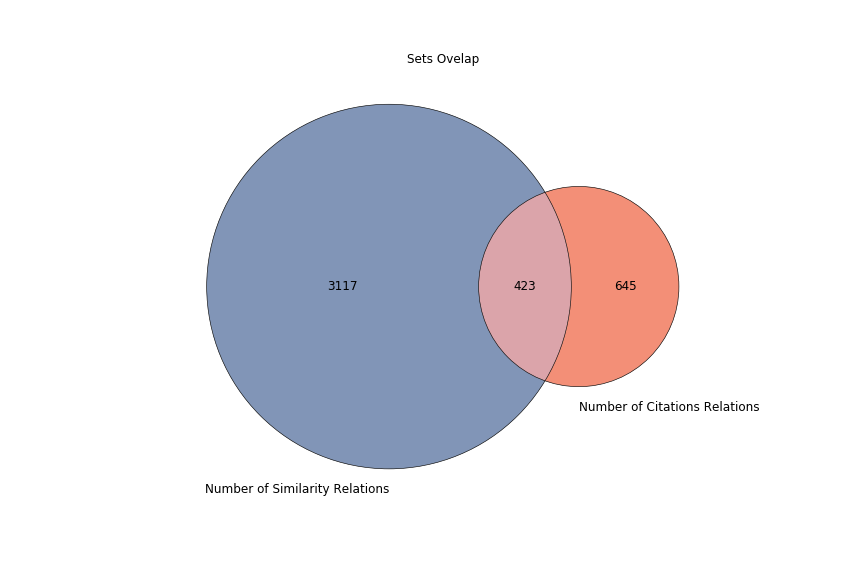 Sets Ovelap
3117
423
645
Number of Citations Relations
Number of Similarity Relations